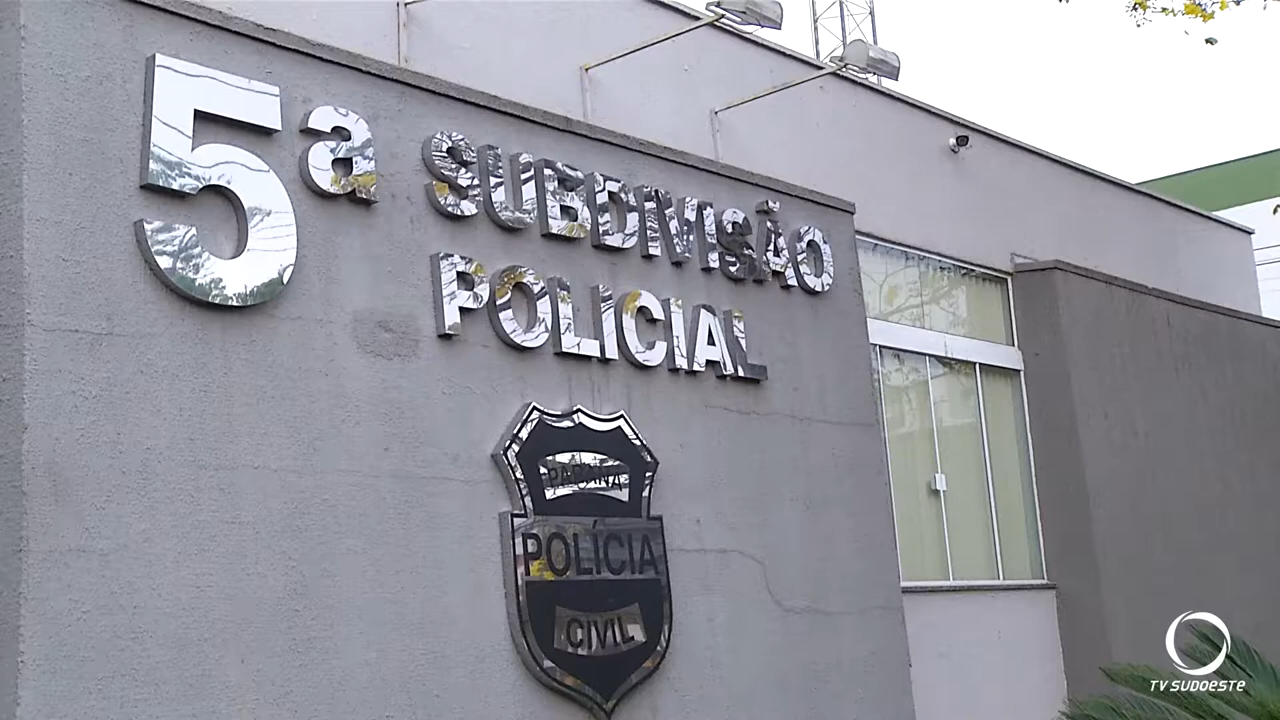 5ª SUBDIVISÃO
POLICIAL
PARANÁ
POLÍCIA
CIVIL
TV SUDOESTE